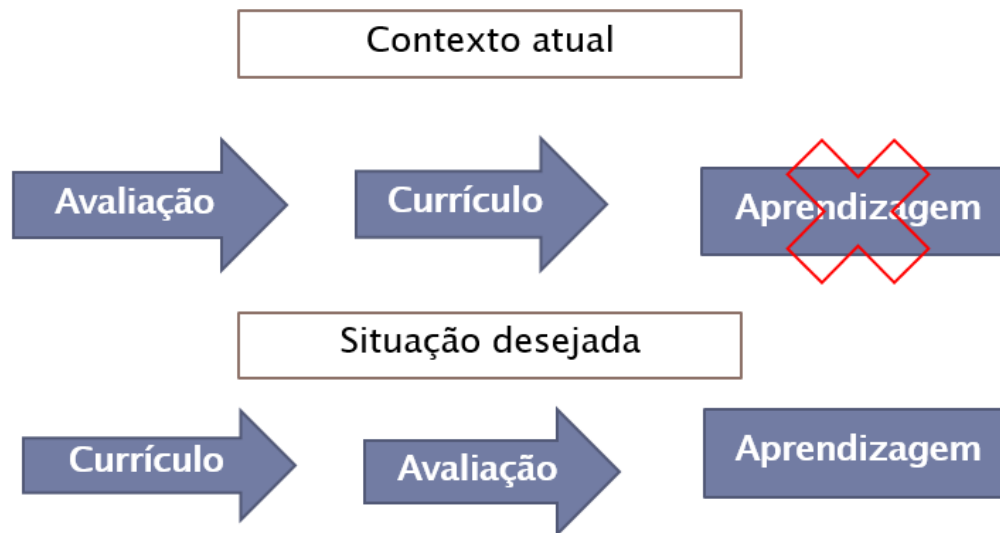 Contexto atual
Avaliação
Currículo
Aprendizagem
Situação desejada
Currículo
Avaliação
Aprendizagem